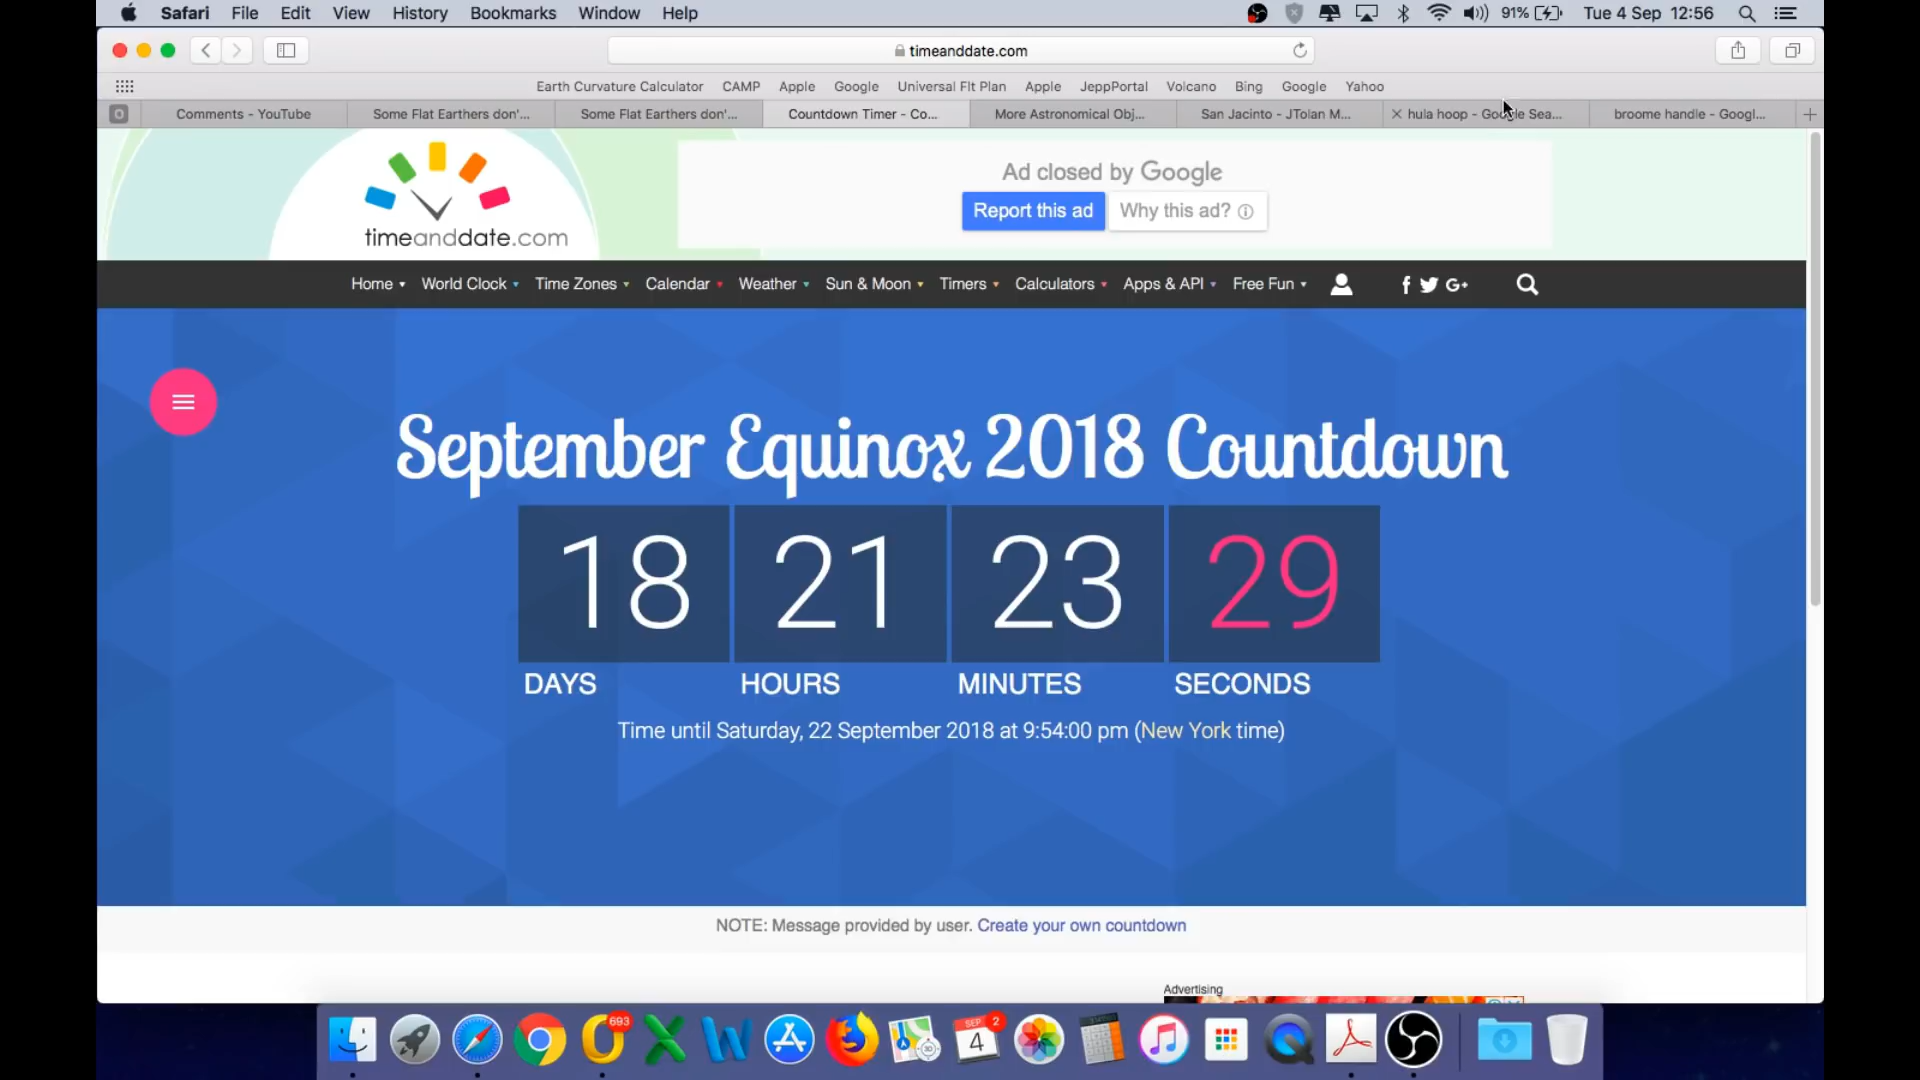 Safari File Edit View History Bookmarks Window Help 91% Tue 4 Sep 12:56
timeanddate.com
Earth Curvature Calculator CAMP Apple Google Universal Flt Plan Apple JeppPortal Volcano Bing Google Yahoo
O Comments - YouTube Some Flat Earthers don'... Some Flat Earthers don'... Countdown Timer - Co... More Astronomical Obj... San Jacinto - JTolan M... hula hoop - Google Sea... broome handle - Googl...
Ad closed by Google
Report this ad Why this ad?
timeanddate.com
Home World Clock Time Zones Calendar Weather Sun & Moon Timers Calculators Apps & API Free Fun f G+
September Equinox 2018 Countdown
18 21 23 29
DAYS HOURS MINUTES SECONDS
Time until Saturday, 22 September 2018 at 9:54:00 pm (New York time)
NOTE: Message provided by user. Create your own countdown
Advertising
693 SEP 4 2
X W 3D